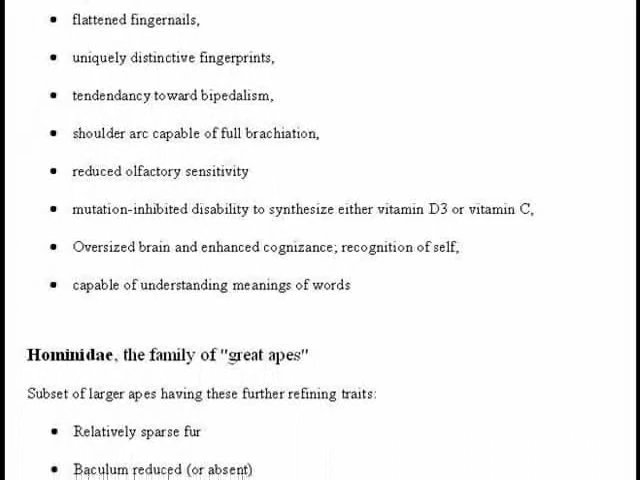 • flattened fingernails,
• uniquely distinctive fingerprints,
• tendendancy toward bipedalism,
• shoulder arc capable of full brachiation,
• reduced olfactory sensitivity
• mutation-inhibited disability to synthesize either vitamin D3 or vitamin C,
• Oversized brain and enhanced cognizance; recognition of self,
• capable of understanding meanings of words
Hominidae, the family of "great apes"
Subset of larger apes having these further refining traits:
• Relatively sparse fur
• Baculum reduced (or absent)